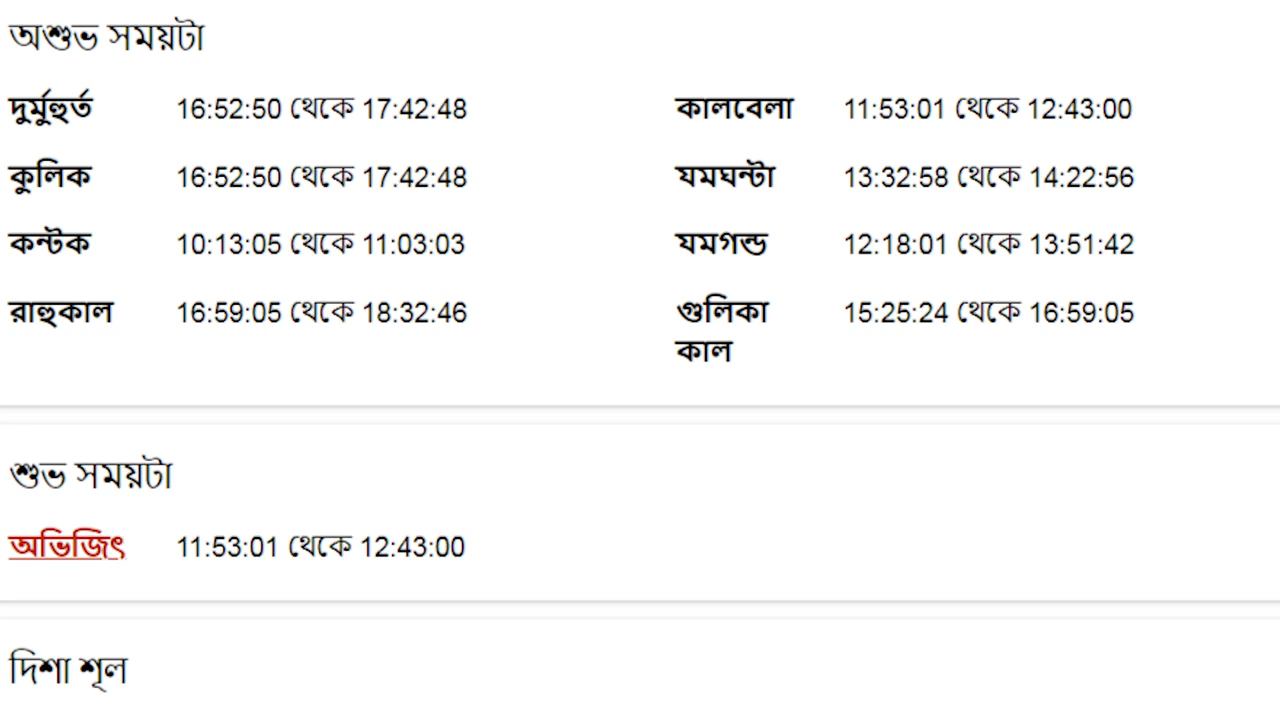 অশুভ সময়টা
দুর্মুহুর্ত 16:52:50 থেকে 17:42:48 কালবেলা 11:53:01 থেকে 12:43:00
কুলিক 16:52:50 থেকে 17:42:48 যমঘন্টা 13:32:58 থেকে 14:22:56
কন্টক 10:13:05 থেকে 11:03:03 যমগন্ড 12:18:01 থেকে 13:51:42
রাহুকাল 16:59:05 থেকে 18:32:46 গুলিকা 15:25:24 থেকে 16:59:05
কাল
শুভ সময়টা
অভিজিৎ 11:53:01 থেকে 12:43:00
দিশা শূল